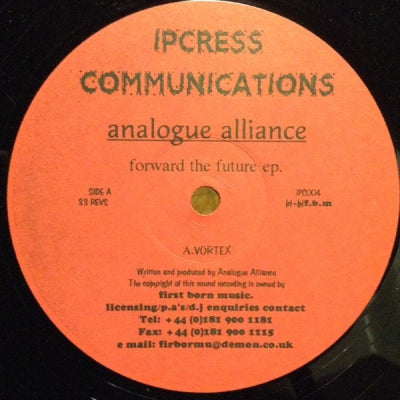 IPCRESS
COMMUNICATIONS
analogue alliance
forward the future ep.
SIDE A
33 REVS
IPC004
(c)+(p)f.b.m
A.VORTEX
Written and produced by Analogue Alliance
The copyright of this sound recording is owned by
first born music.
licensing/p.a's/d.j enquiries contact
Tel: +44 (0)181 900 1181
Fax: +44 (0)181 900 1115
e mail: firbormu@demon.co.uk